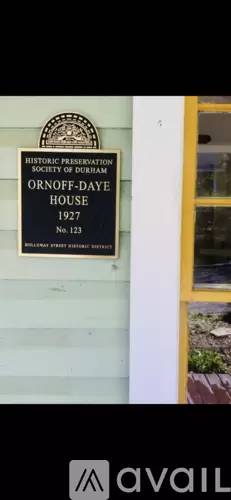 HISTORIC PRESERVATION
SOCIETY OF DURHAM
ORNOFF-DAYE
HOUSE
1927
No. 123
HOLLOWAY STREET HISTORIC DISTRICT
avail